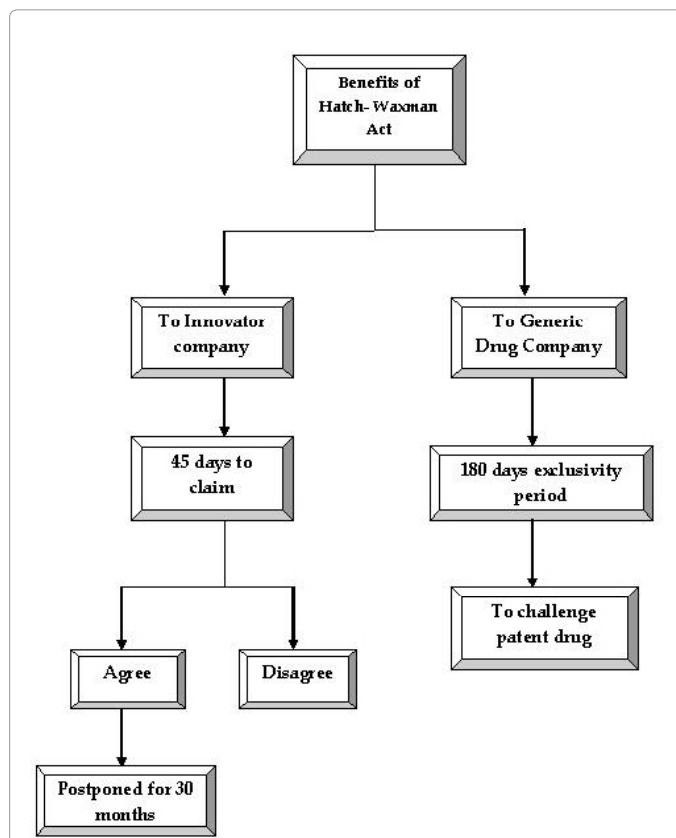 Benefits of
Hatch-Waxman
Act
To Innovator
company
To Generic
Drug Company
45 days to
claim
180 days exclusivity
period
To challenge
patent drug
Agree
Disagree
Postponed for 30
months